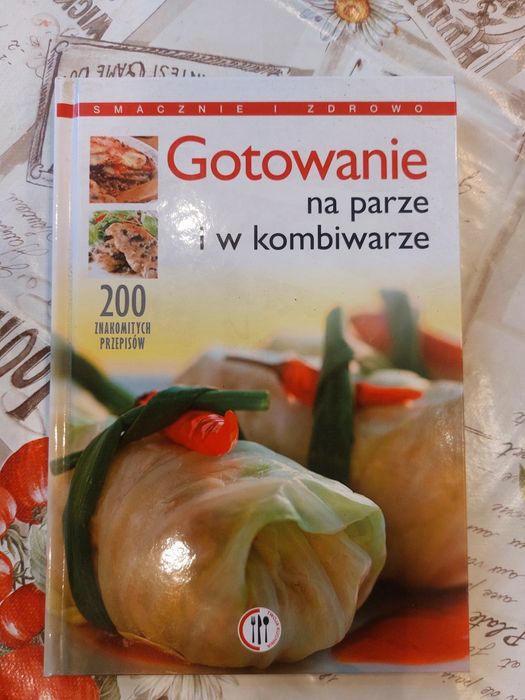 SMACZNIE I ZDROWO
Gotowanie
na parze
i w kombiwarze
200
ZNAKOMITYCH
PRZEPISÓW